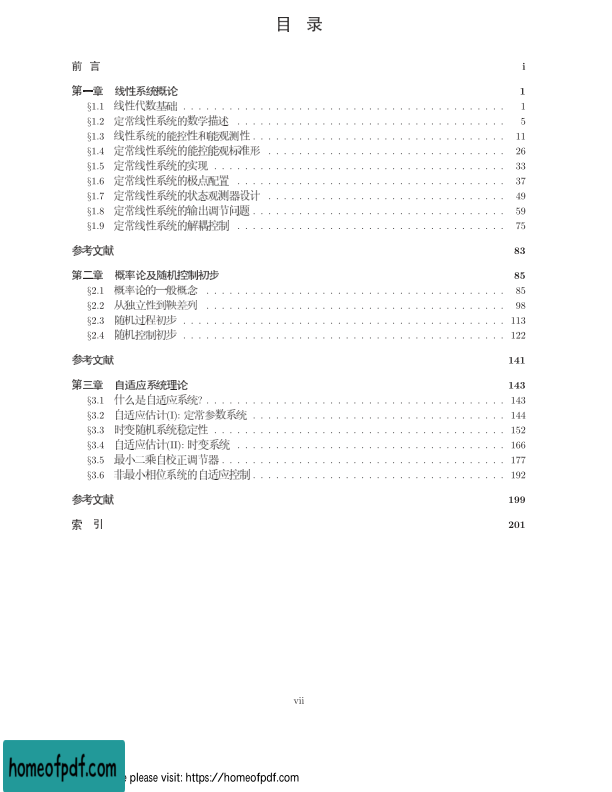 目 录
前 言 i
第一章 线性系统概论 1
§1.1 线性代数基础 . . . . . . . . . . . . . . . . . . . . . . . . . . . . . . . . . . . . . . . . . . 1
§1.2 定常线性系统的数学描述 . . . . . . . . . . . . . . . . . . . . . . . . . . . . . . . . . . . 5
§1.3 线性系统的能控性和能观测性 . . . . . . . . . . . . . . . . . . . . . . . . . . . . . . . . . 11
§1.4 定常线性系统的能控能观标准形 . . . . . . . . . . . . . . . . . . . . . . . . . . . . . . . 26
§1.5 定常线性系统的实现 . . . . . . . . . . . . . . . . . . . . . . . . . . . . . . . . . . . . . . 33
§1.6 定常线性系统的极点配置 . . . . . . . . . . . . . . . . . . . . . . . . . . . . . . . . . . . 37
§1.7 定常线性系统的状态观测器设计 . . . . . . . . . . . . . . . . . . . . . . . . . . . . . . . 49
§1.8 定常线性系统的输出调节问题 . . . . . . . . . . . . . . . . . . . . . . . . . . . . . . . . . 59
§1.9 定常线性系统的解耦控制 . . . . . . . . . . . . . . . . . . . . . . . . . . . . . . . . . . . 75
参考文献 83
第二章 概率论及随机控制初步 85
§2.1 概率论的一般概念 . . . . . . . . . . . . . . . . . . . . . . . . . . . . . . . . . . . . . . . 85
§2.2 从独立性到鞅差列 . . . . . . . . . . . . . . . . . . . . . . . . . . . . . . . . . . . . . . . 98
§2.3 随机过程初步 . . . . . . . . . . . . . . . . . . . . . . . . . . . . . . . . . . . . . . . . . . 113
§2.4 随机控制初步 . . . . . . . . . . . . . . . . . . . . . . . . . . . . . . . . . . . . . . . . . . 122
参考文献 141
第三章 自适应系统理论 143
§3.1 什么是自适应系统? . . . . . . . . . . . . . . . . . . . . . . . . . . . . . . . . . . . . . . . 143
§3.2 自适应估计(I): 定常参数系统 . . . . . . . . . . . . . . . . . . . . . . . . . . . . . . . . . 144
§3.3 时变随机系统稳定性 . . . . . . . . . . . . . . . . . . . . . . . . . . . . . . . . . . . . . . 152
§3.4 自适应估计(II): 时变系统 . . . . . . . . . . . . . . . . . . . . . . . . . . . . . . . . . . . 166
§3.5 最小二乘自校正调节器 . . . . . . . . . . . . . . . . . . . . . . . . . . . . . . . . . . . . . 177
§3.6 非最小相位系统的自适应控制 . . . . . . . . . . . . . . . . . . . . . . . . . . . . . . . . . 192
参考文献 199
索 引 201
vii
homeofpdf.com
please visit: https://homeofpdf.com